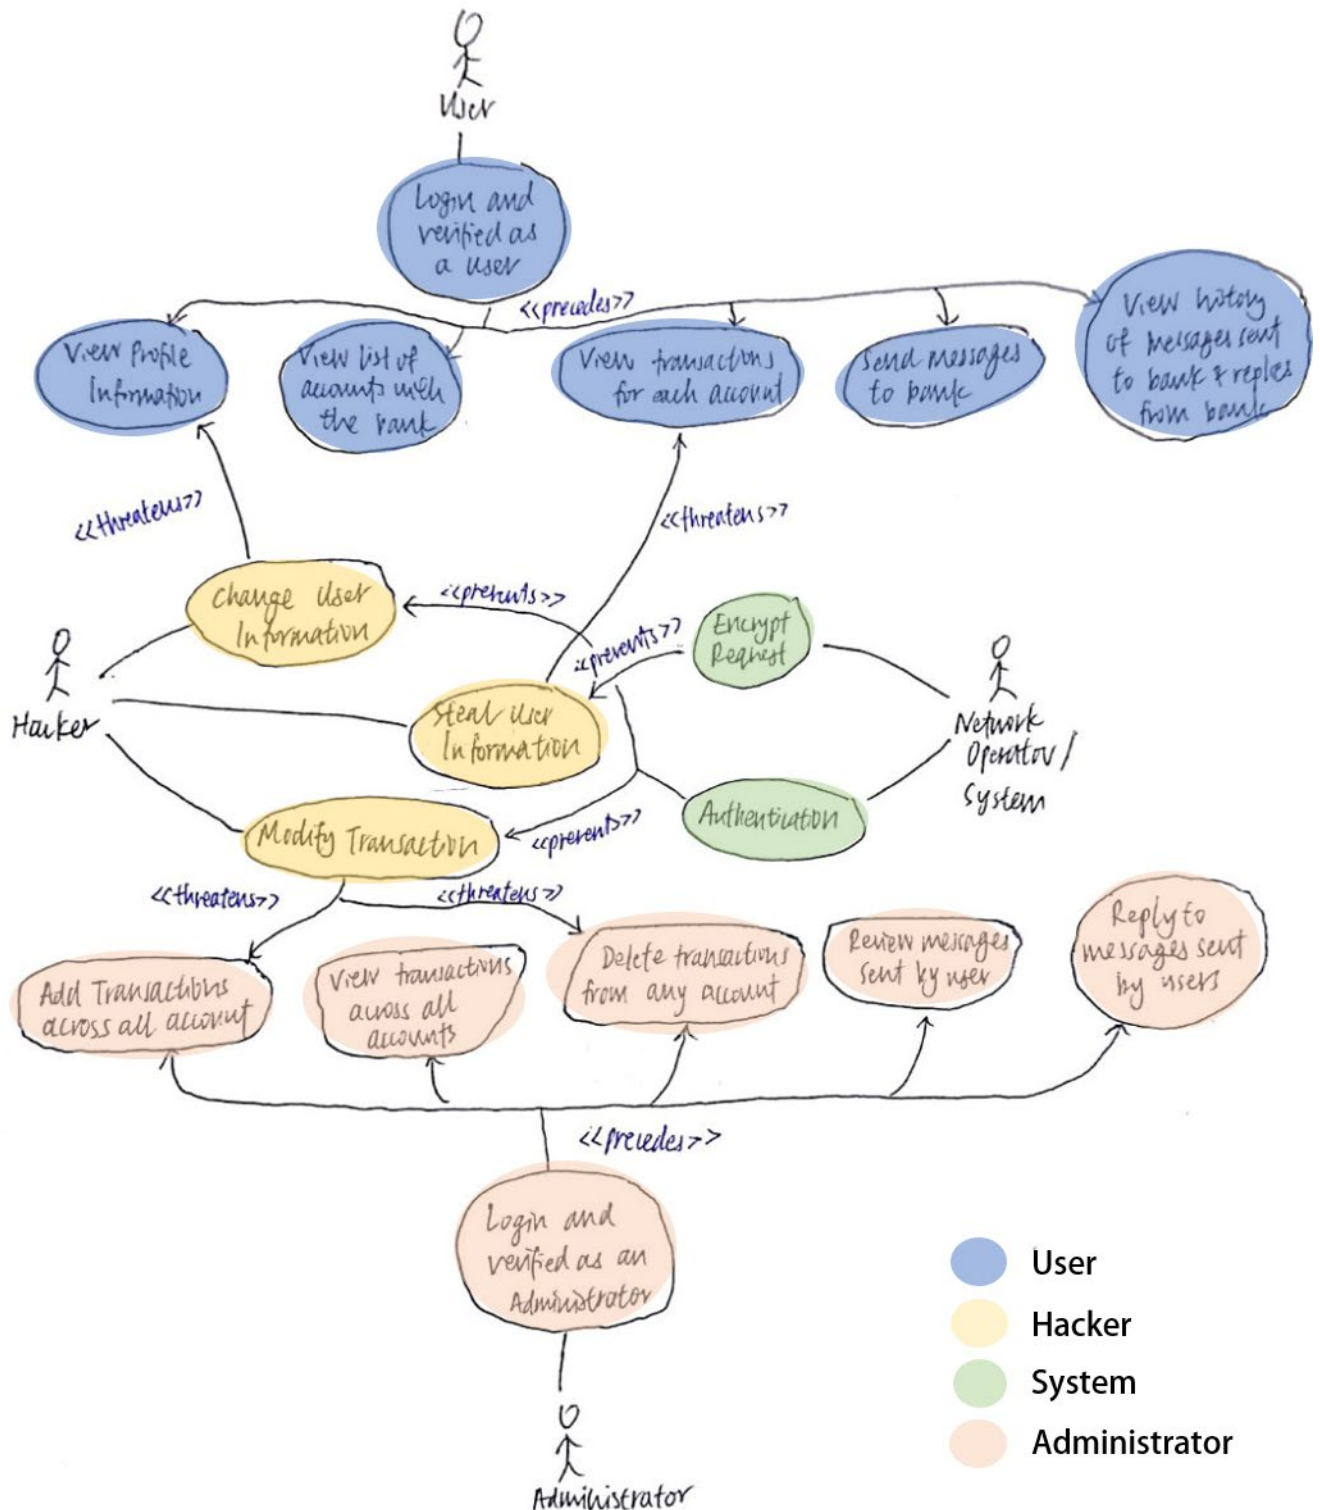 User
Login and
verified as
a user
<<precedes>>
View Profile
Information
View list of
accounts with
the bank
View transactions
for each account
Send messages
to bank
View history
of messages sent
to bank & replies
from bank
<<threatens>>
<<threatens>>
Change User
Information
<<prevents>>
<<prevents>>
Encrypt
Request
Hacker
Steal User
Information
Network
Operator/
System
Modify Transaction
<<prevents>>
Authentication
<<threatens>>
<<threatens>>
Add Transactions
across all account
View transactions
across all
accounts
Delete transactions
from any account
Review messages
sent by user
Reply to
messages sent
by users
<<precedes>>
Login and
verified as an
Administrator
Administrator
User
Hacker
System
Administrator